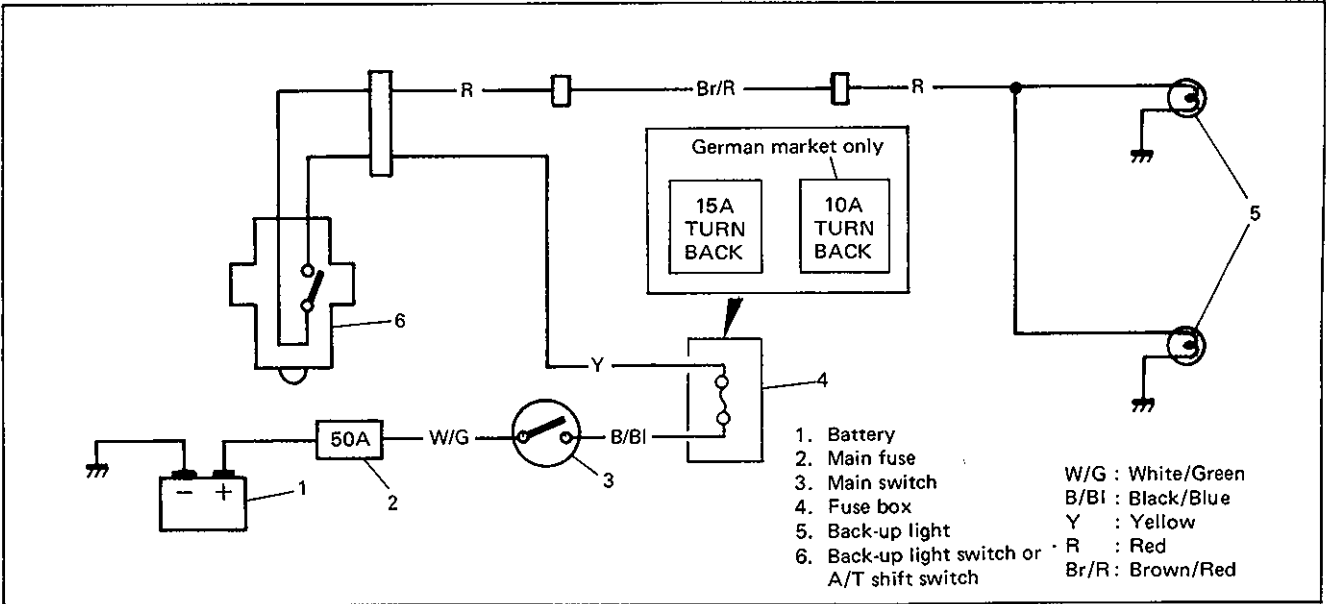 R
Br/R
R
German market only
15A
TURN
BACK
10A
TURN
BACK
5
6
Y
4
50A
W/G
B/Bl
− +
1
2
3
1. Battery
2. Main fuse
3. Main switch
4. Fuse box
5. Back-up light
6. Back-up light switch or
A/T shift switch
W/G : White/Green
B/Bl : Black/Blue
Y : Yellow
R : Red
Br/R : Brown/Red